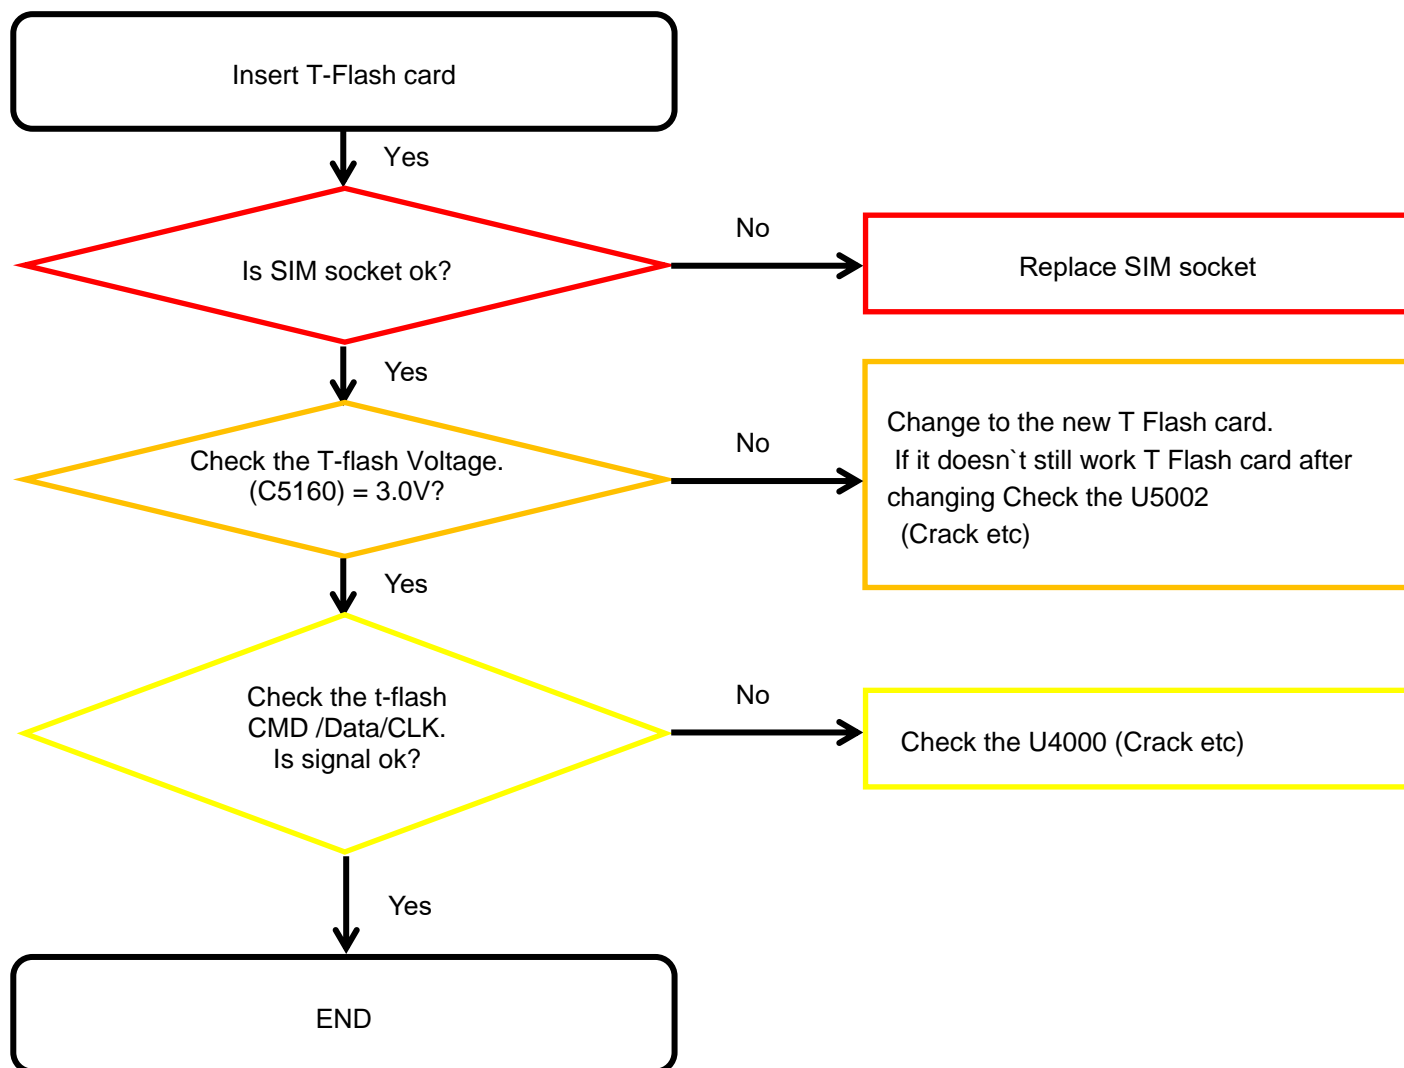 Insert T-Flash card
Yes
Is SIM socket ok?
No
Replace SIM socket
Yes
Check the T-flash Voltage.
(C5160) = 3.0V?
No
Change to the new T Flash card.
If it doesn`t still work T Flash card after
changing Check the U5002
(Crack etc)
Yes
Check the t-flash
CMD /Data/CLK.
Is signal ok?
No
Check the U4000 (Crack etc)
Yes
END